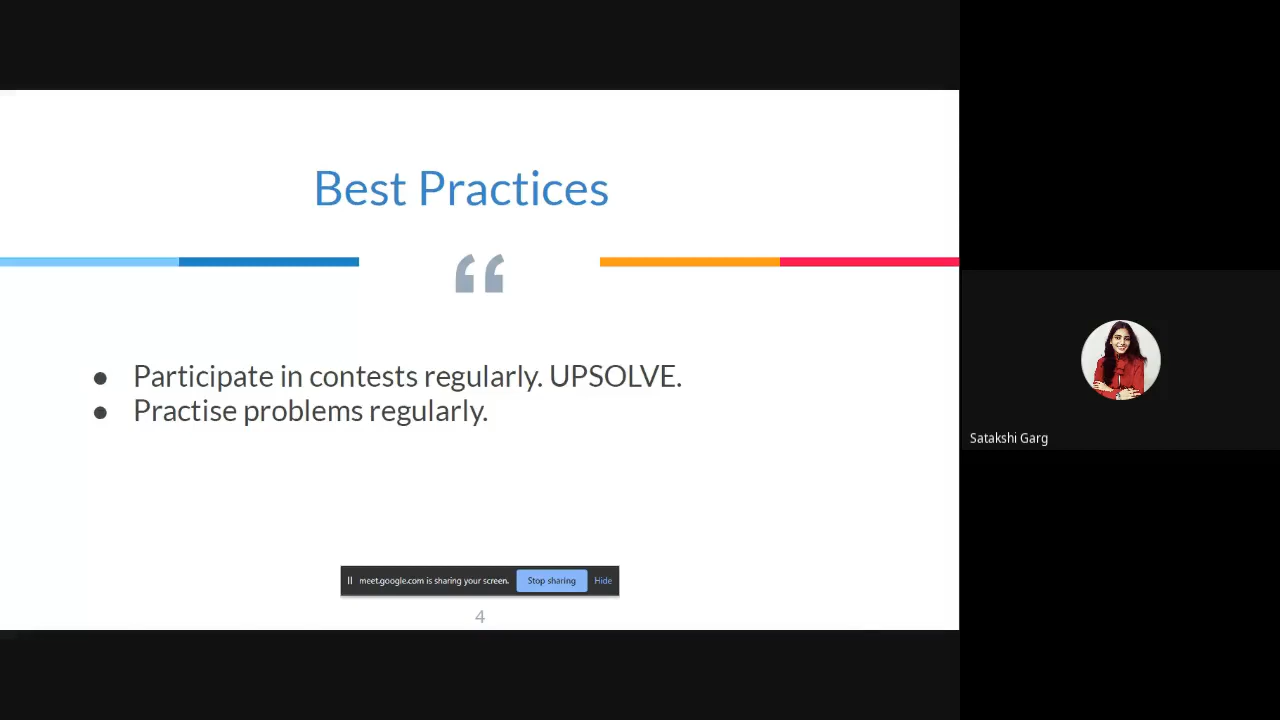 Best Practices
“
● Participate in contests regularly. UPSOLVE.
● Practise problems regularly.
meet.google.com is sharing your screen. Stop sharing Hide
4
Satakshi Garg